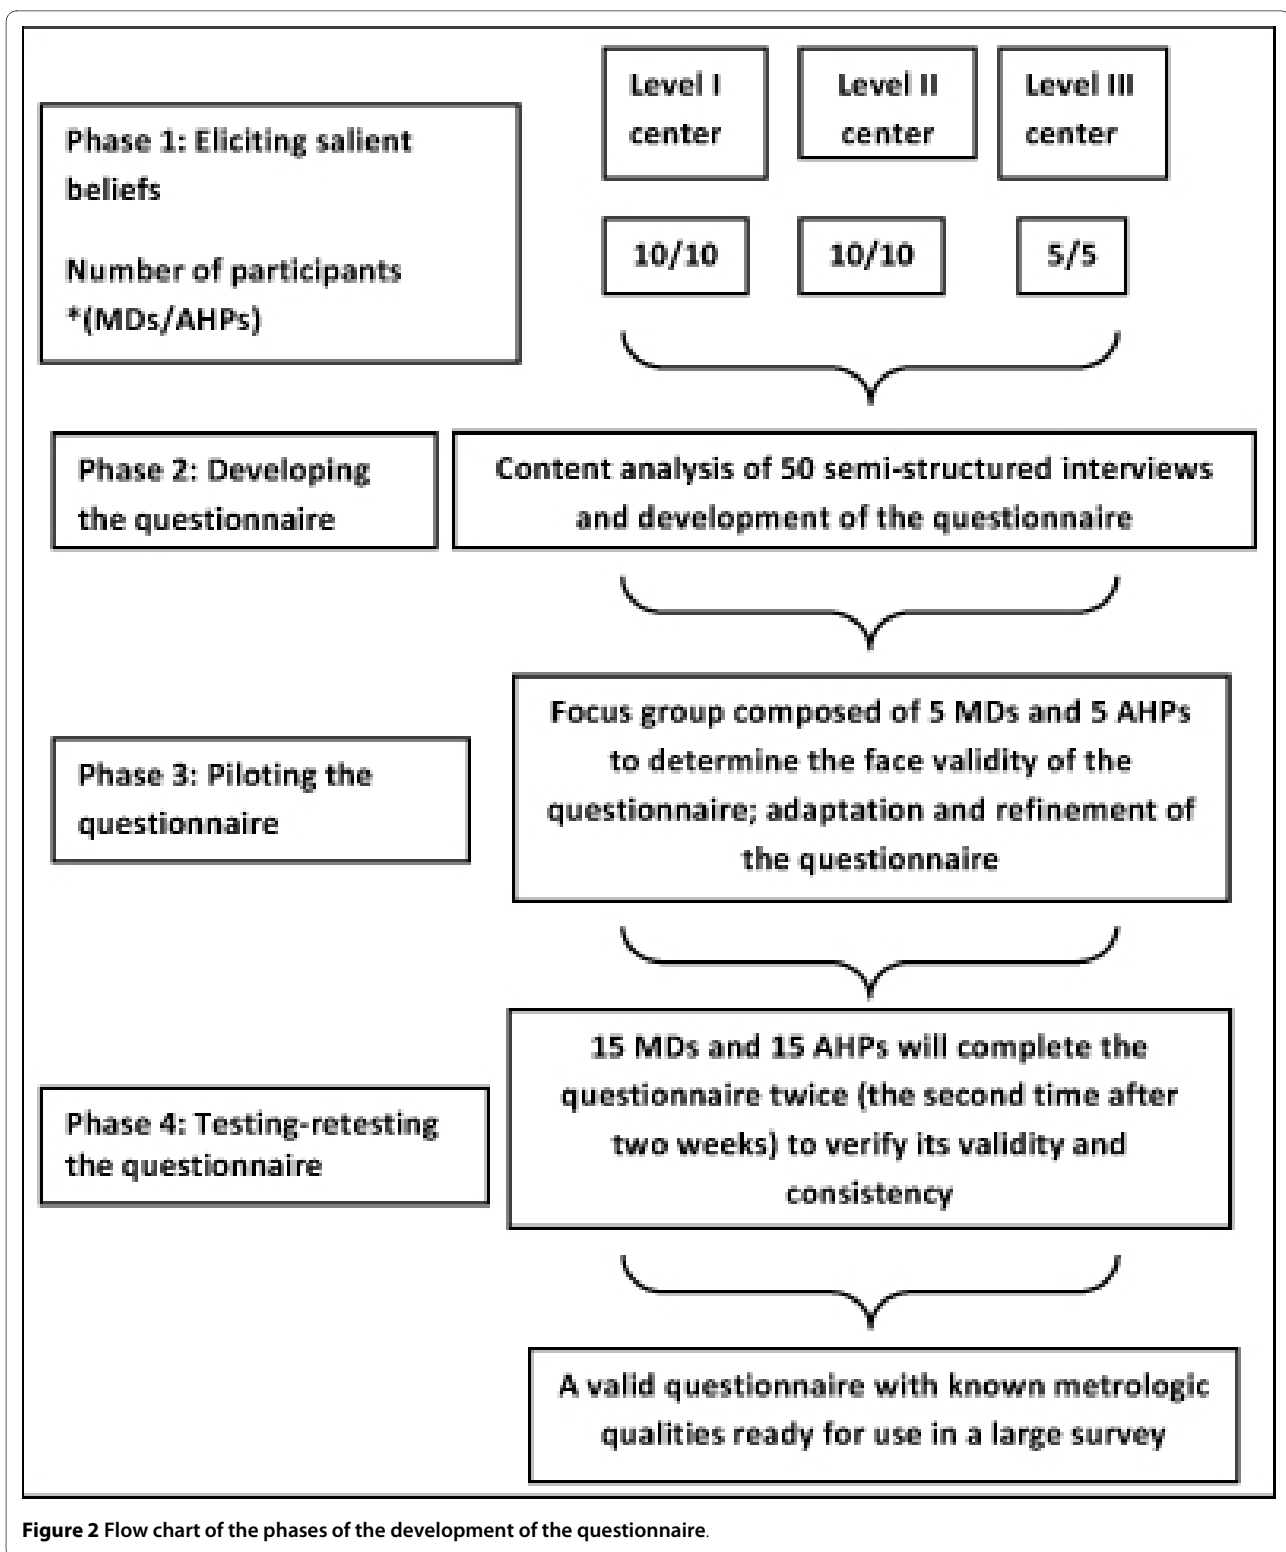 Level I
center
Level II
center
Level III
center
Phase 1: Eliciting salient
beliefs
Number of participants
*(MDs/AHPs)
10/10
10/10
5/5
Phase 2: Developing
the questionnaire
Content analysis of 50 semi-structured interviews
and development of the questionnaire
Phase 3: Piloting the
questionnaire
Focus group composed of 5 MDs and 5 AHPs
to determine the face validity of the
questionnaire; adaptation and refinement of
the questionnaire
Phase 4: Testing-retesting
the questionnaire
15 MDs and 15 AHPs will complete the
questionnaire twice (the second time after
two weeks) to verify its validity and
consistency
A valid questionnaire with known metrologic
qualities ready for use in a large survey
Figure 2 Flow chart of the phases of the development of the questionnaire.